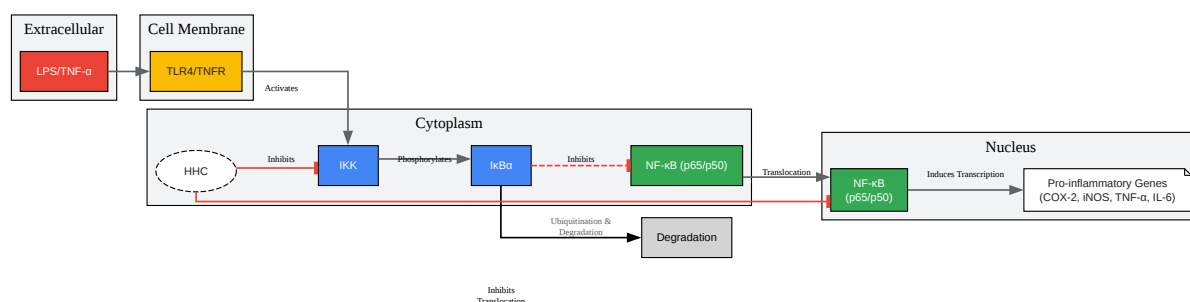 Extracellular
LPS/TNF-α
Cell Membrane
TLR4/TNFR
Activates
Cytoplasm
HHC
Inhibits
IKK
Phosphorylates
IκBα
Inhibits
NF-κB (p65/p50)
Translocation
Nucleus
NF-κB
(p65/p50)
Induces Transcription
Pro-inflammatory Genes
(COX-2, iNOS, TNF-α, IL-6)
Ubiquitination &
Degradation
Degradation
Inhibits
Translocation